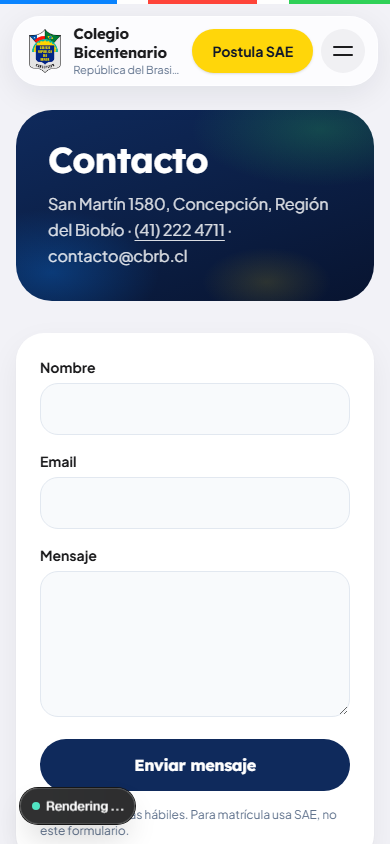 Colegio
Bicentenario
República del Brasi...
Postula SAE
Contacto
San Martín 1580, Concepción, Región
del Biobío · (41) 222 4711 ·
contacto@cbrb.cl
Nombre
Email
Mensaje
Enviar mensaje
Rendering ...
hábiles. Para matrícula usa SAE, no
este formulario.